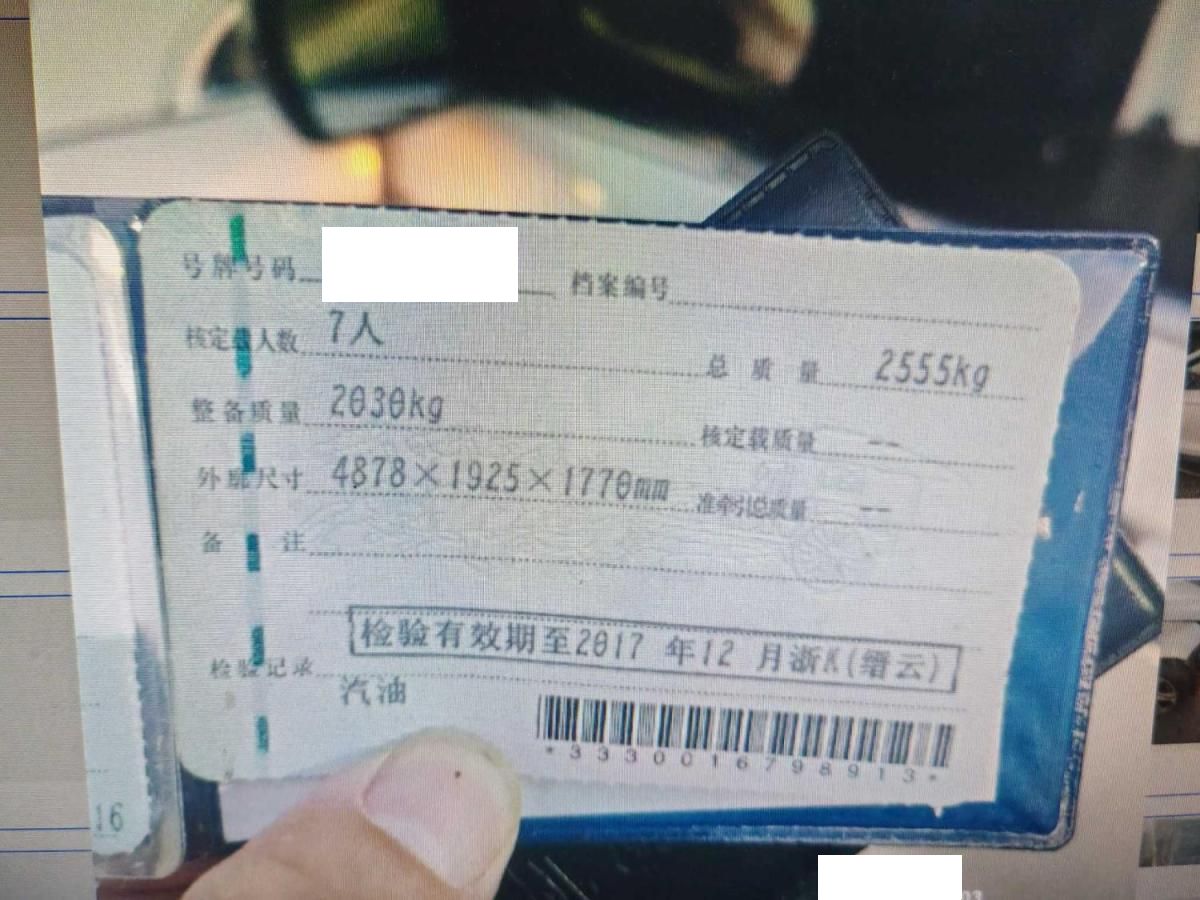 号牌号码 档案编号
核定载人数 7人 总质量 2555kg
整备质量 2030kg 核定载质量 --
外廓尺寸 4878×1925×1770mm 准牵引总质量 --
备注
检验有效期至2017 年12 月浙K(缙云)
检验记录
汽油
*3330016798913*
16
03